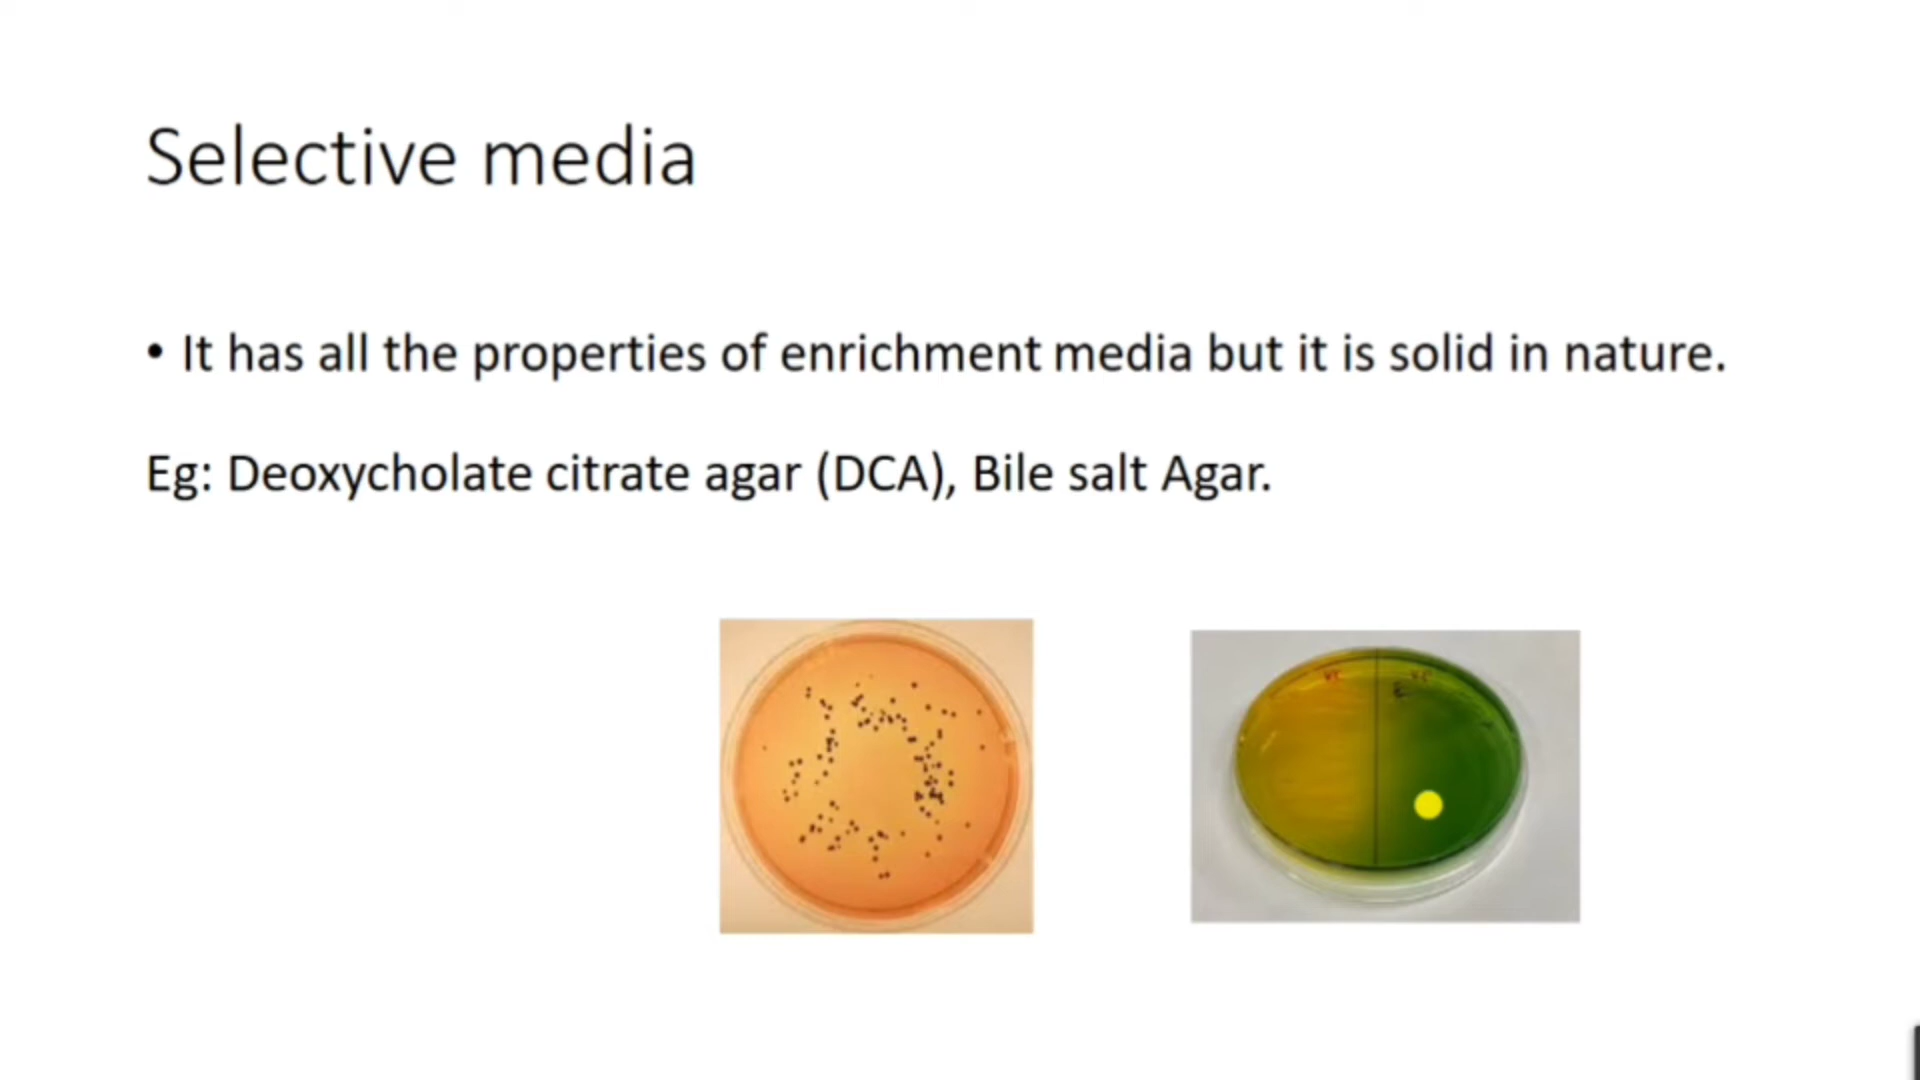 Selective media
• It has all the properties of enrichment media but it is solid in nature.
Eg: Deoxycholate citrate agar (DCA), Bile salt Agar.